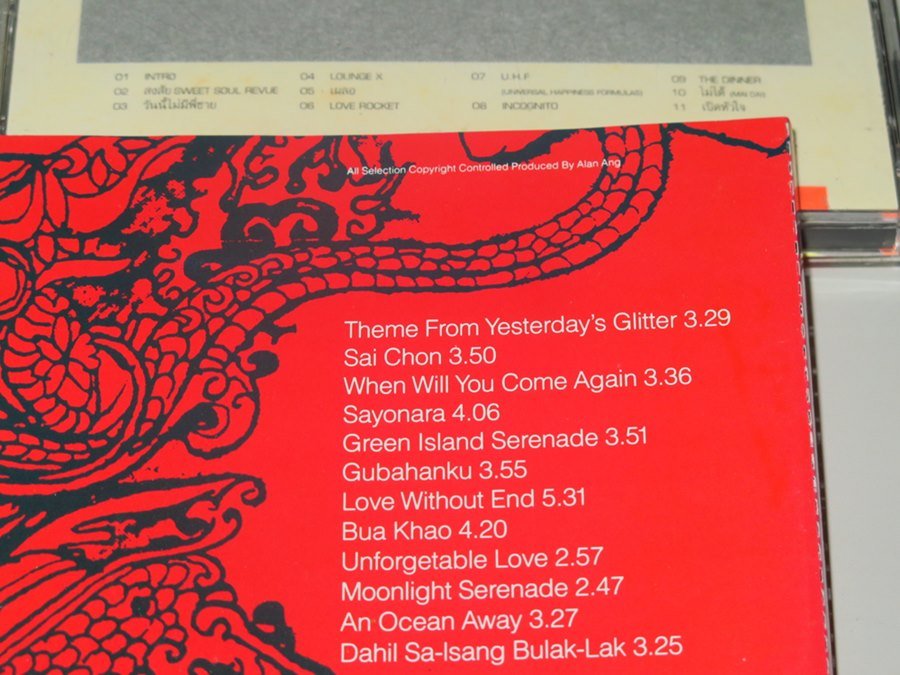 01 INTRO
02 สงสัย SWEET SOUL REVUE
03 วันนี้ไม่มีพี่ชาย
04 LOUNGE X
05 เมลอ
06 LOVE ROCKET
07 U.H.F
(UNIVERSAL HAPPINESS FORMULAS)
08 INCOGNITO
09 THE DINNER
10 ไม่ได้ (MAI DAI)
11 เปิดหัวใจ
All Selection Copyright Controlled Produced By Alan Ang
Theme From Yesterday's Glitter 3.29
Sai Chon 3.50
When Will You Come Again 3.36
Sayonara 4.06
Green Island Serenade 3.51
Gubahanku 3.55
Love Without End 5.31
Bua Khao 4.20
Unforgetable Love 2.57
Moonlight Serenade 2.47
An Ocean Away 3.27
Dahil Sa-Isang Bulak-Lak 3.25